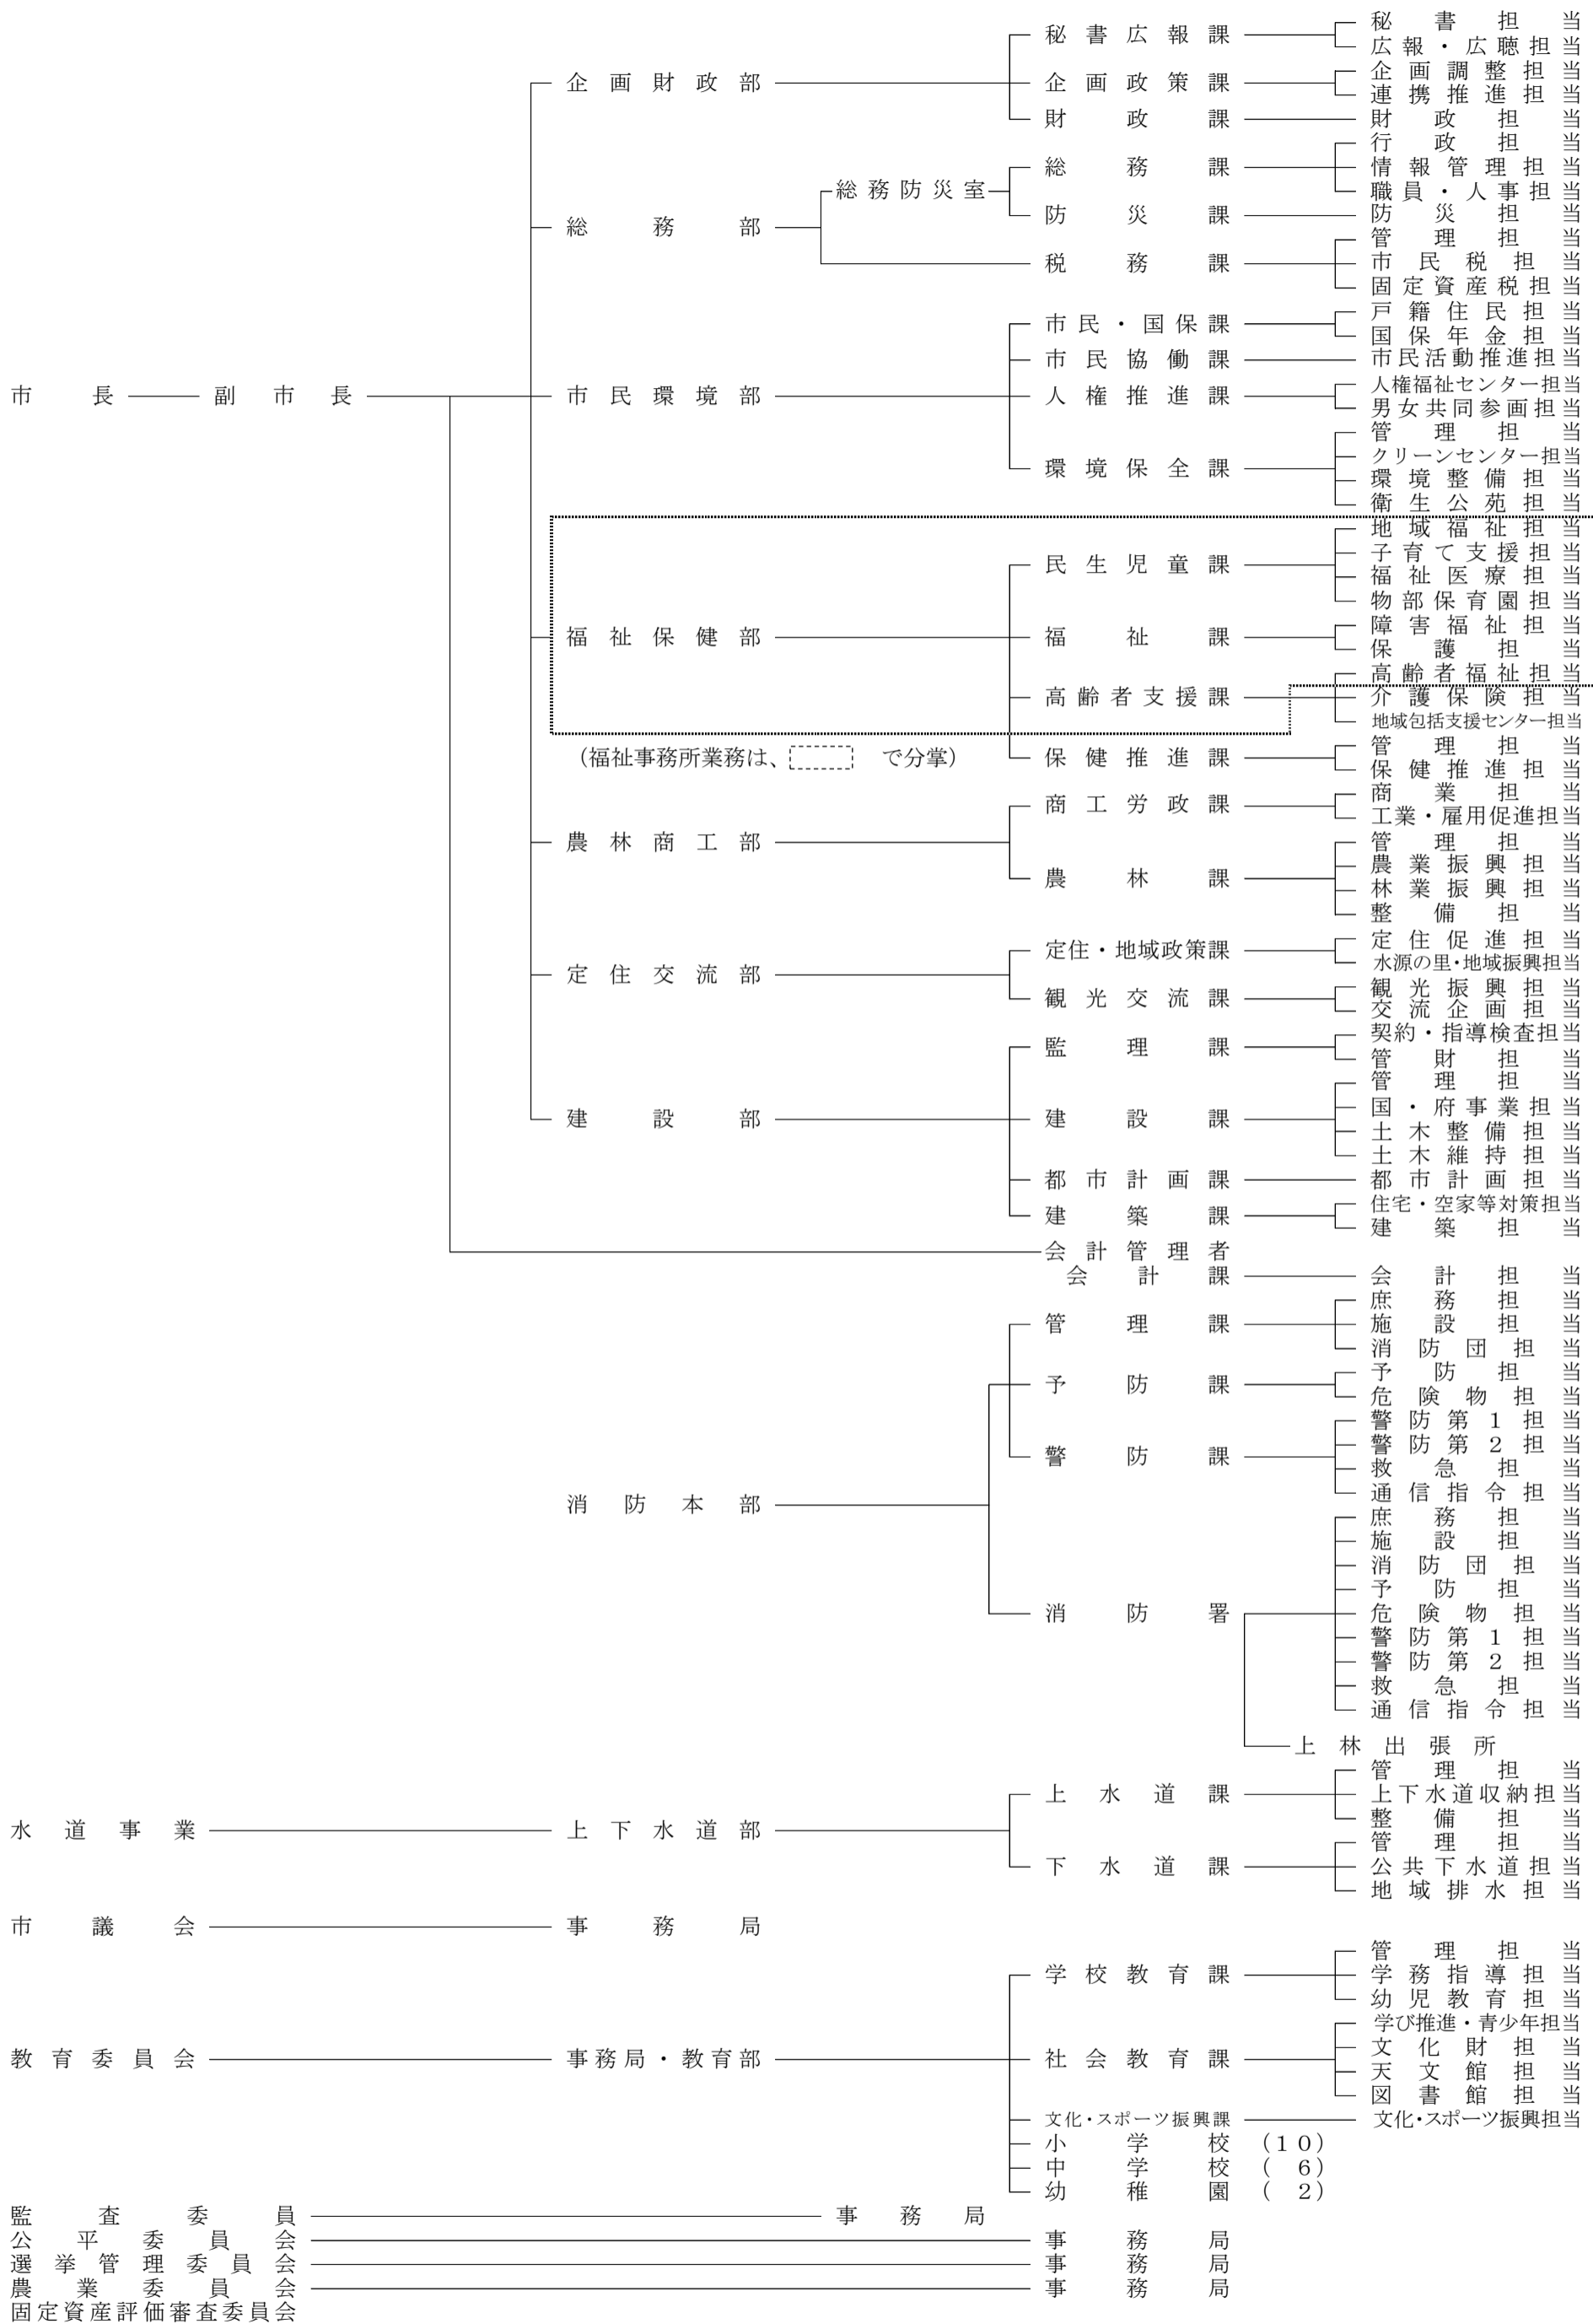 秘書広報課 秘書担当
広報・広聴担当
企画財政部 企画政策課 企画調整担当
連携推進担当
財政課 財政担当
行政担当
総務課 情報管理担当
総務防災室 職員・人事担当
防災課 防災担当
総務部 管理担当
税務課 市民税担当
固定資産税担当
市民・国保課 戸籍住民担当
国保年金担当
市民協働課 市民活動推進担当
人権福祉センター担当
市長 副市長 市民環境部 人権推進課 男女共同参画担当
管理担当
クリーンセンター担当
環境保全課 環境整備担当
衛生公苑担当
地域福祉担当
民生児童課 子育て支援担当
福祉医療担当
物部保育園担当
福祉保健部 福祉課 障害福祉担当
保護担当
高齢者福祉担当
高齢者支援課 介護保険担当
地域包括支援センター担当
（福祉事務所業務は、 で分掌） 保健推進課 管理担当
保健推進担当
商工労政課 商業担当
工業・雇用促進担当
農林商工部 管理担当
農業振興担当
農林課 林業振興担当
整備担当
定住・地域政策課 定住促進担当
水源の里・地域振興担当
定住交流部 観光振興担当
観光交流課 交流企画担当
監理課 契約・指導検査担当
管財担当
管理担当
建設部 建設課 国・府事業担当
土木整備担当
土木維持担当
都市計画課 都市計画担当
建築課 住宅・空家等対策担当
建築担当
会計管理者
会計課 会計担当
庶務担当
管理課 施設担当
消防団担当
予防課 予防担当
危険物担当
警防第１担当
警防課 警防第２担当
救急担当
通信指令担当
消防本部 庶務担当
施設担当
消防団担当
予防担当
消防署 危険物担当
警防第１担当
警防第２担当
救急担当
通信指令担当
上林出張所
管理担当
上水道課 上下水道収納担当
整備担当
水道事業 上下水道部 管理担当
下水道課 公共下水道担当
地域排水担当
市議会 事務局
管理担当
学校教育課 学務指導担当
幼児教育担当
学び推進・青少年担当
教育委員会 事務局・教育部 社会教育課 文化財担当
天文館担当
図書館担当
文化・スポーツ振興課 文化・スポーツ振興担当
小学校 （１０）
中学校 （ ６）
幼稚園 （ ２）
監査委員 事務局
公平委員会 事務局
選挙管理委員会 事務局
農業委員会 事務局
固定資産評価審査委員会